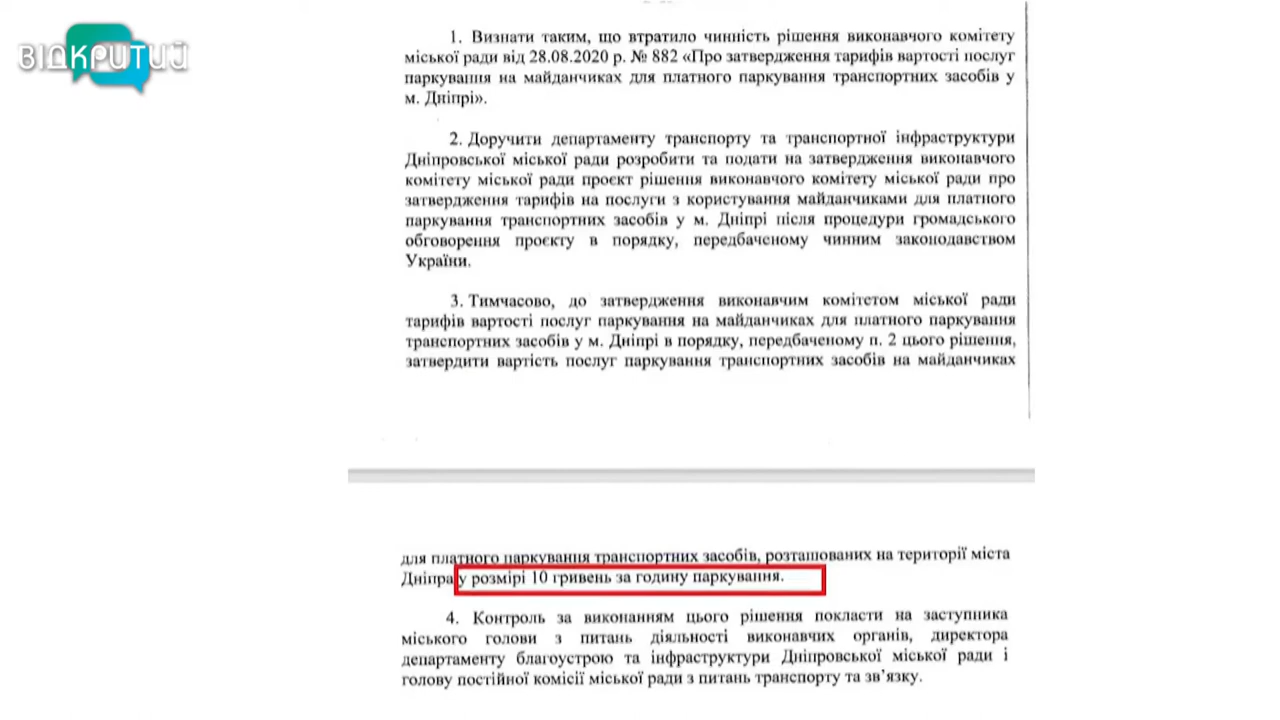 ВІДКРИТИЙ
1. Визнати таким, що втратило чинність рішення виконавчого комітету
міської ради від 28.08.2020 р. № 882 «Про затвердження тарифів вартості послуг
паркування на майданчиках для платного паркування транспортних засобів у
м. Дніпрі».
2. Доручити департаменту транспорту та транспортної інфраструктури
Дніпровської міської ради розробити та подати на затвердження виконавчого
комітету міської ради проєкт рішення виконавчого комітету міської ради про
затвердження тарифів на послуги з користування майданчиками для платного
паркування транспортних засобів у м. Дніпрі після процедури громадського
обговорення проєкту в порядку, передбаченому чинним законодавством
України.
3. Тимчасово, до затвердження виконавчим комітетом міської ради
тарифів вартості послуг паркування на майданчиках для платного паркування
транспортних засобів у м. Дніпрі в порядку, передбаченому п. 2 цього рішення,
затвердити вартість послуг паркування транспортних засобів на майданчиках
для платного паркування транспортних засобів, розташованих на території міста
Дніпра у розмірі 10 гривень за годину паркування.
4. Контроль за виконанням цього рішення покласти на заступника
міського голови з питань діяльності виконавчих органів, директора
департаменту благоустрою та інфраструктури Дніпровської міської ради і
голову постійної комісії міської ради з питань транспорту та зв’язку.